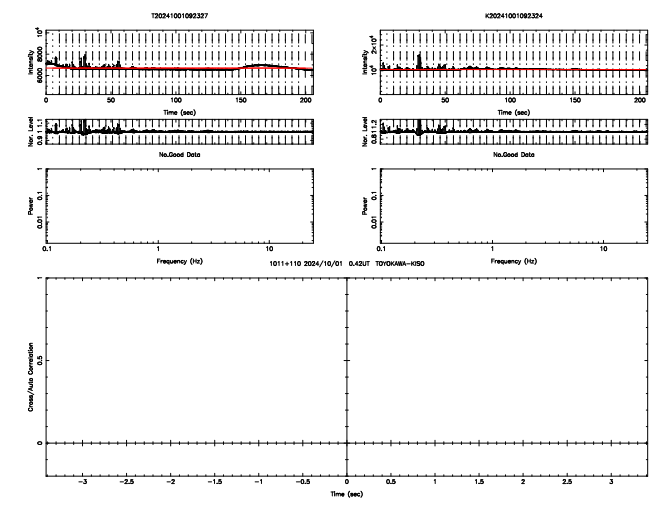 T20241001092327 K20241001092324
Intensity 6000 8000 10⁴
0 50 100 150 200
Time (sec)
Intensity 10⁴ 2×10⁴
0 50 100 150 200
Time (sec)
Nor. Level 0.9 1 1.1
Nor. Level 0.8 1 1.2
No.Good Data No.Good Data
Power 0.01 0.1 1
0.1 1 10
Frequency (Hz)
Power 0.01 0.1 1
0.1 1 10
Frequency (Hz)
1011+110 2024/10/01 0.42UT TOYOKAWA-KISO
Cross/Auto Correlation 0 0.5 1
-3 -2.5 -2 -1.5 -1 -0.5 0 0.5 1 1.5 2 2.5 3
Time (sec)